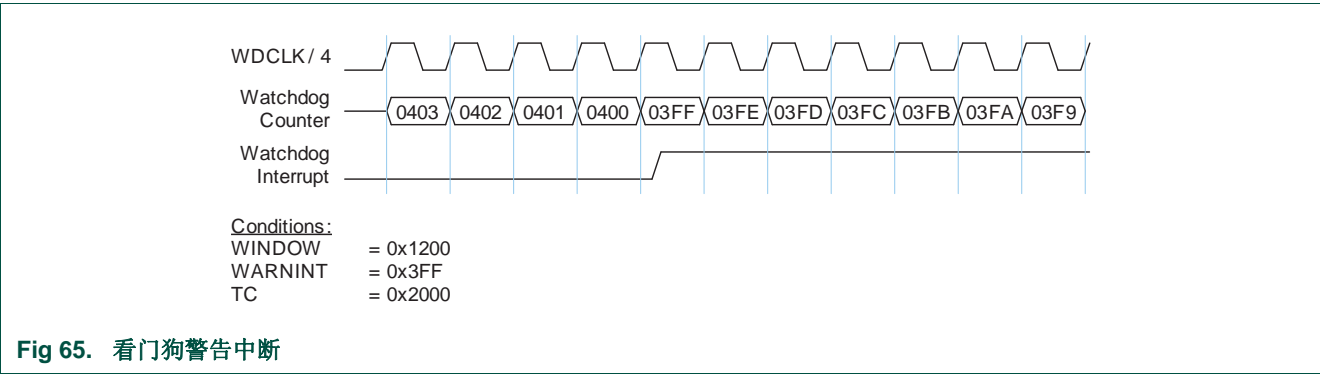 WDCLK / 4
Watchdog Counter
0403 0402 0401 0400 03FF 03FE 03FD 03FC 03FB 03FA 03F9
Watchdog Interrupt
Conditions:
WINDOW = 0x1200
WARNINT = 0x3FF
TC = 0x2000
Fig 65. 看门狗警告中断